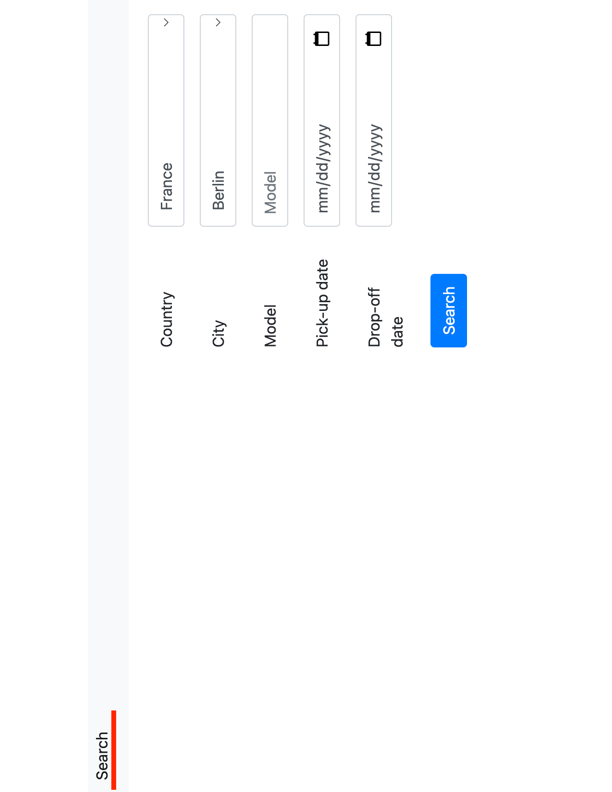 Search
Country
France
City
Berlin
Model
Model
Pick-up date
mm/dd/yyyy
Drop-off
date
mm/dd/yyyy
Search